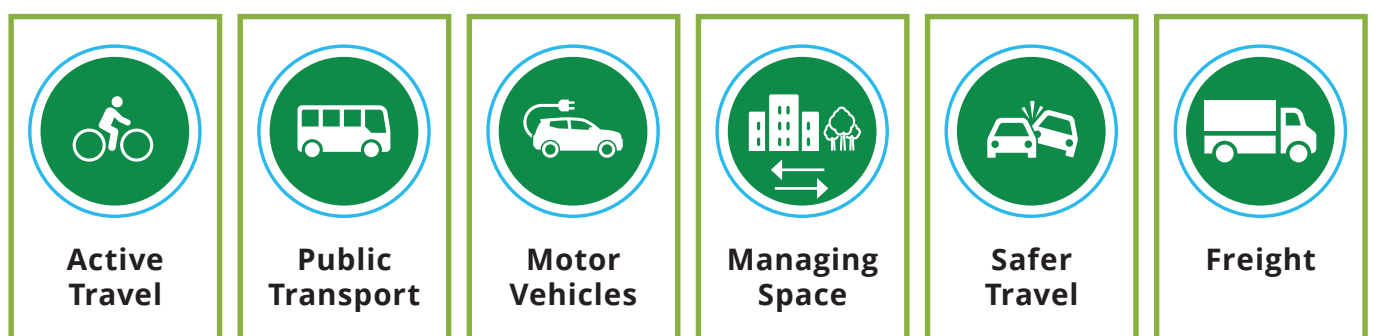 Active
Travel
Public
Transport
Motor
Vehicles
Managing
Space
Safer
Travel
Freight